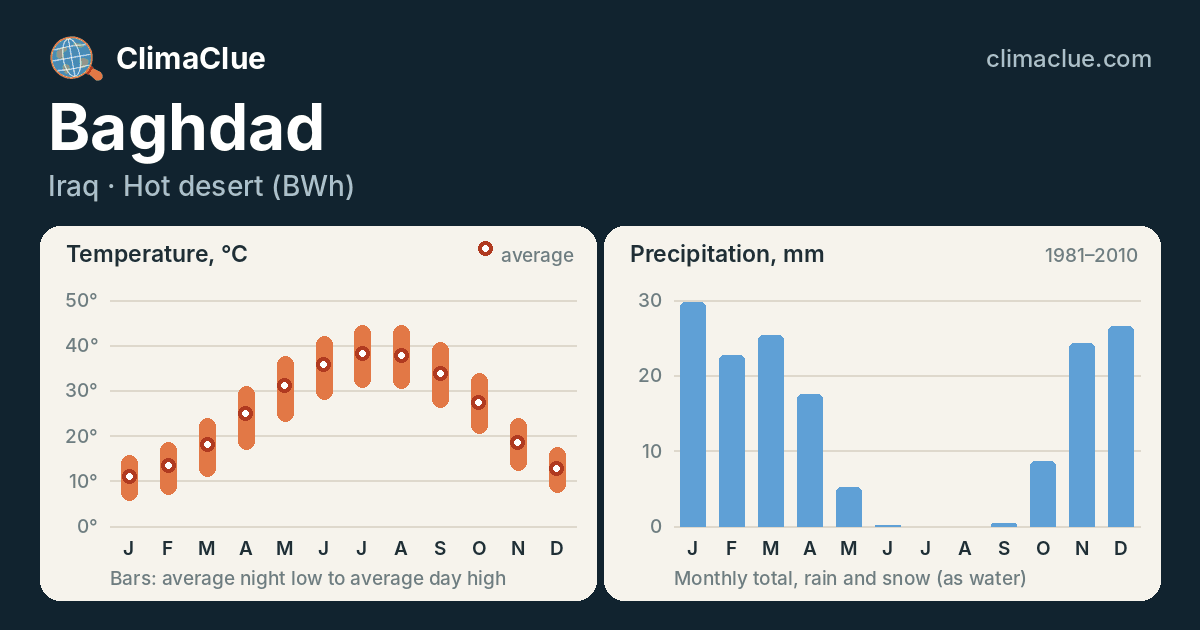 ClimaClue
climaclue.com
Baghdad
Iraq · Hot desert (BWh)
Temperature, °C
average
50°
40°
30°
20°
10°
0°
J F M A M J J A S O N D
Bars: average night low to average day high
Precipitation, mm
1981–2010
30
20
10
0
J F M A M J J A S O N D
Monthly total, rain and snow (as water)